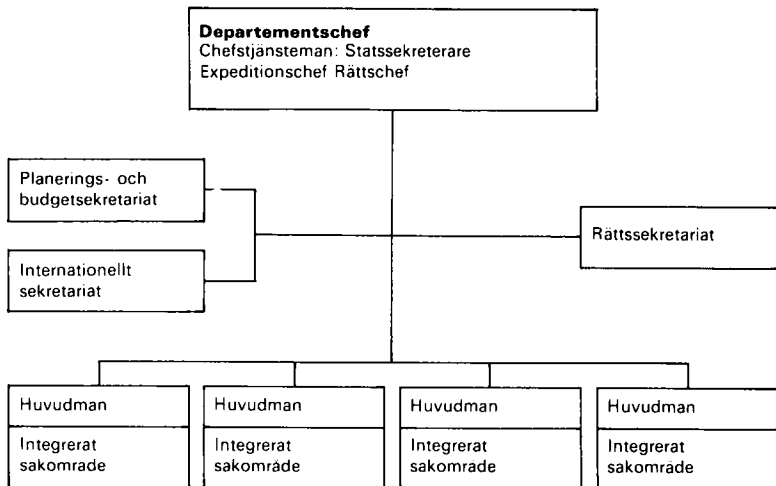 Departementschef
Chefstjänsteman: Statssekreterare
Expeditionschef Rättschef
Planerings- och
budgetsekretariat
Rättssekretariat
Internationellt
sekretariat
Huvudman
Huvudman
Huvudman
Huvudman
Integrerat
sakomrade
Integrerat
sakområde
Integrerat
sakområde
Integrerat
sakområde